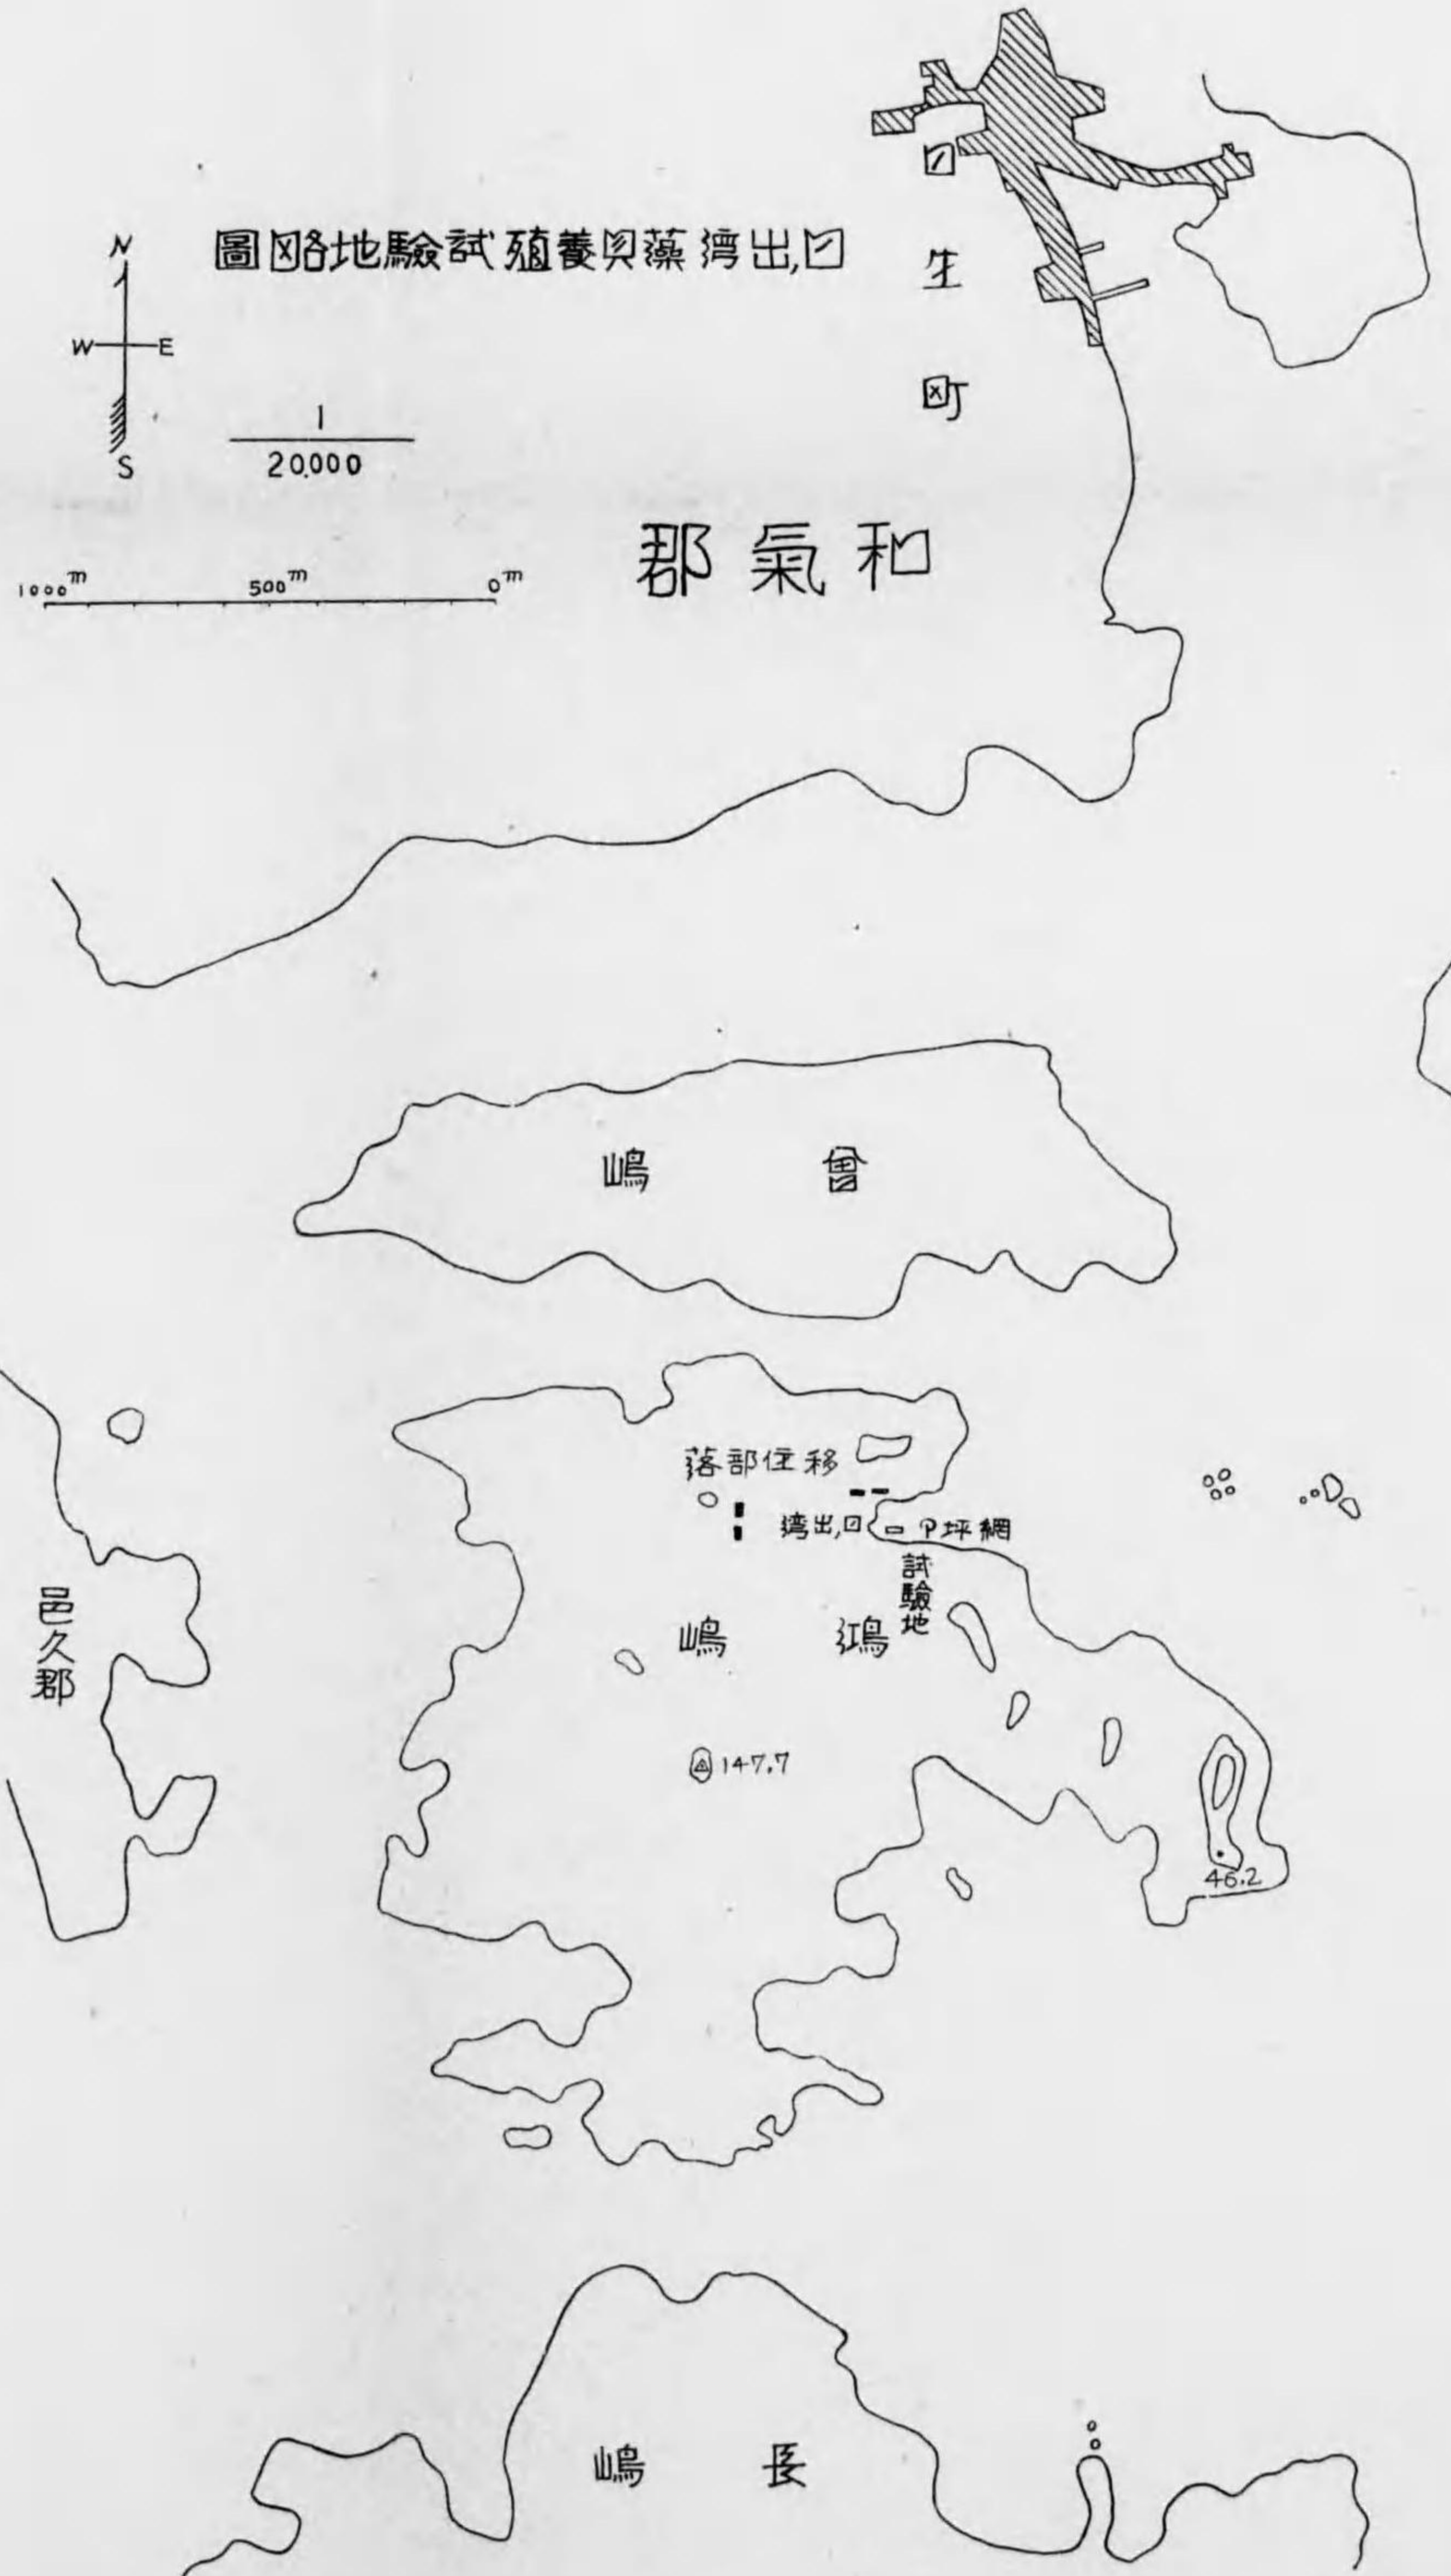 日出湾藻貝養殖試驗地略圖
N
W E
S
1
20,000
1000m 500m 0m
日生町
和氣郡
曾嶋
移住部落
日出湾
網坪
試驗地
鴻嶋
147.7
46.2
邑久郡
長嶋